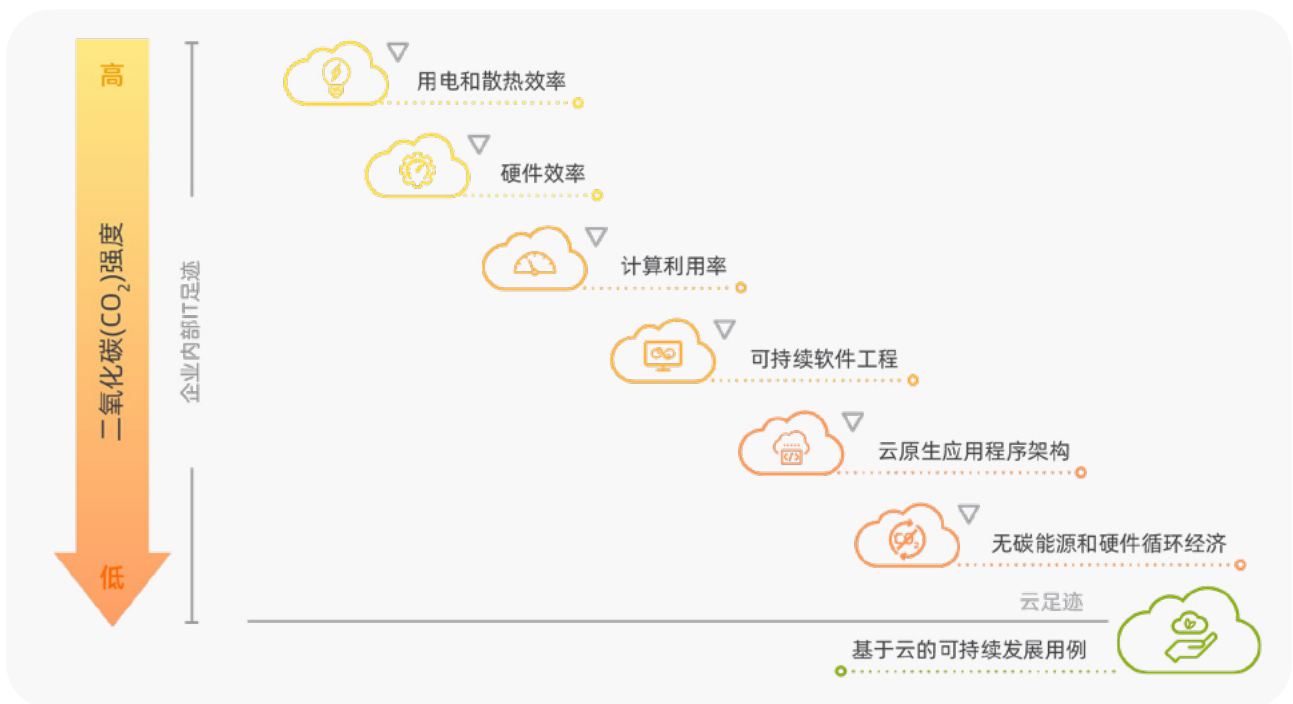 高
用电和散热效率
硬件效率
计算利用率
二氧化碳(CO₂)强度
企业内部IT足迹
可持续软件工程
云原生应用程序架构
</>
CO₂
无碳能源和硬件循环经济
低
云足迹
基于云的可持续发展用例